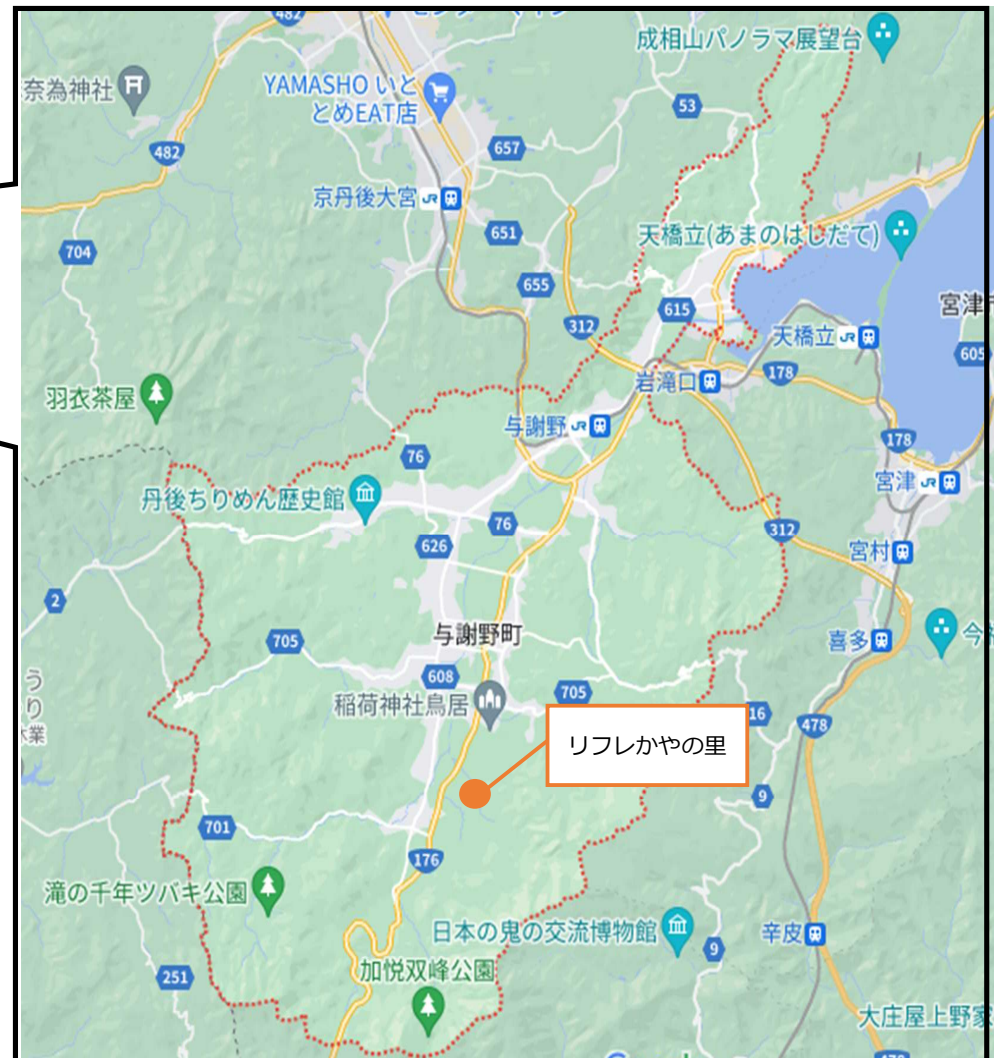 482
成相山パノラマ展望台
奈為神社
YAMASHO いと
とめEAT店
53
482
657
京丹後大宮
JR
704
651
天橋立(あまのはしだて)
655
615
宮津
312
天橋立
JR
605
羽衣茶屋
岩滝口
178
与謝野
JR
178
76
宮津
JR
丹後ちりめん歴史館
76
312
626
宮村
2
与謝野町
705
喜多
608
705
稲荷神社鳥居
16
478
リフレかやの里
9
701
176
滝の千年ツバキ公園
日本の鬼の交流博物館
辛皮
9
加悦双峰公園
251
大庄屋上野家